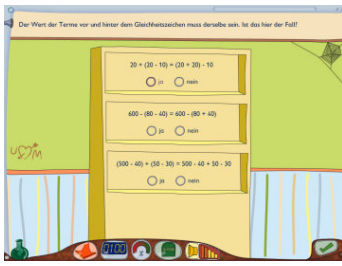 Der Wert der Terme vor und hinter dem Gleichheitszeichen muss derselbe sein. Ist das hier der Fall?
20 + (20 - 10) = (20 + 20) - 10
ja nein
600 - (80 - 40) = 600 - (80 + 40)
ja nein
(500 - 40) + (50 - 30) = 500 - 40 + 50 - 30
ja nein